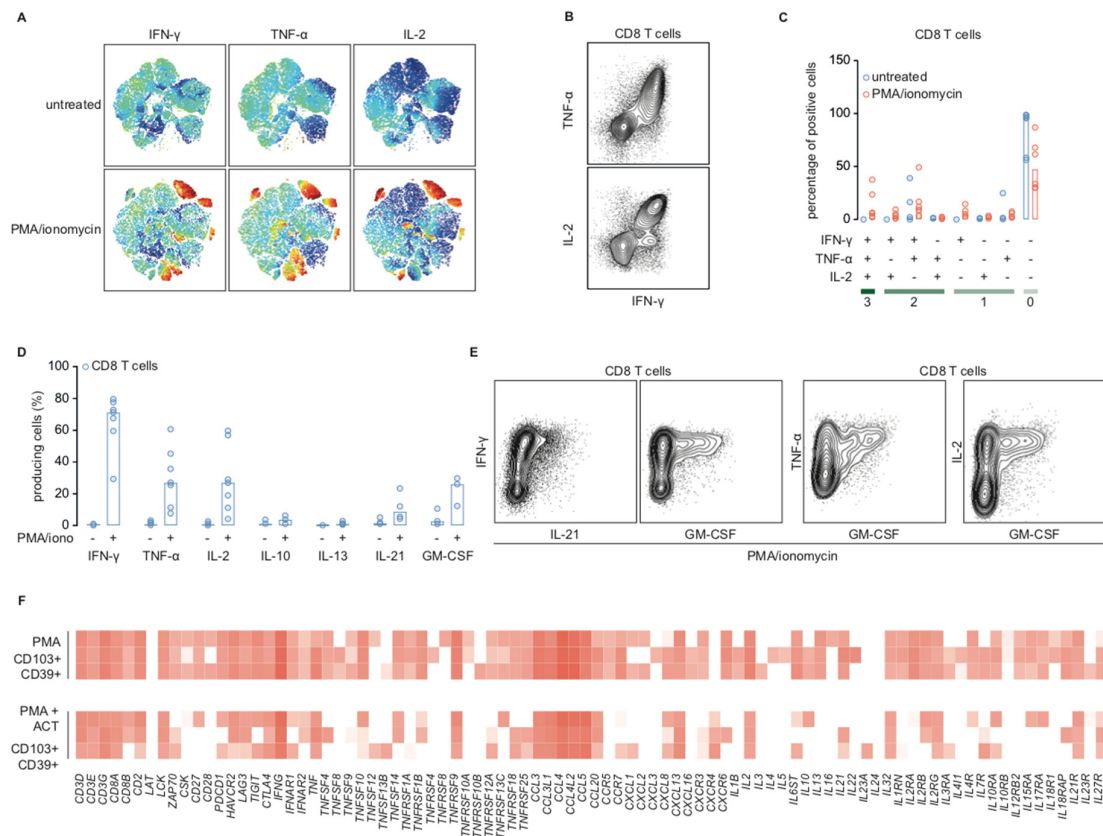 A
IFN-γ TNF-α IL-2
untreated
PMA/ionomycin
B
CD8 T cells
TNF-α
IL-2
IFN-γ
C
CD8 T cells
percentage of positive cells
150
100
50
0
untreated
PMA/ionomycin
IFN-γ + + + - + - - -
TNF-α + - + + - - + -
IL-2 + + - + - + - -
3 2 1 0
D
CD8 T cells
producing cells (%)
100
80
60
40
20
0
PMA/iono - + - + - + - + - + - + - +
IFN-γ TNF-α IL-2 IL-10 IL-13 IL-21 GM-CSF
E
CD8 T cells CD8 T cells
IFN-γ
TNF-α
IL-2
IL-21 GM-CSF GM-CSF GM-CSF
PMA/ionomycin
F
PMA
CD103+
CD39+
PMA +
ACT
CD103+
CD39+
CD3D
CD3E
CD3G
CD8A
CD8B
CD2
LAT
LCK
ZAP70
CSK
CD27
CD28
PDCD1
HAVCR2
LAG3
TIGIT
CTLA4
IFNG
IFNAR1
IFNAR2
TNF
TNFSF4
TNFSF8
TNFSF9
TNFSF10
TNFSF12
TNFSF13B
TNFSF14
TNFRSF1A
TNFRSF1B
TNFRSF4
TNFRSF8
TNFRSF9
TNFRSF10A
TNFRSF10B
TNFRSF12A
TNFRSF13C
TNFRSF18
TNFRSF25
CCL3
CCL3L1
CCL4
CCL4L2
CCL5
CCL20
CCR5
CCR7
CXCL1
CXCL2
CXCL3
CXCL8
CXCL13
CXCL16
CXCR3
CXCR4
CXCR6
IL1B
IL2
IL3
IL4
IL5
IL6ST
IL10
IL13
IL16
IL21
IL22
IL23A
IL24
IL32
IL1RN
IL2RA
IL2RB
IL2RG
IL3RA
IL4I1
IL4R
IL7R
IL10RA
IL10RB
IL12RB2
IL15RA
IL17RA
IL18R1
IL18RAP
IL21R
IL23R
IL27R